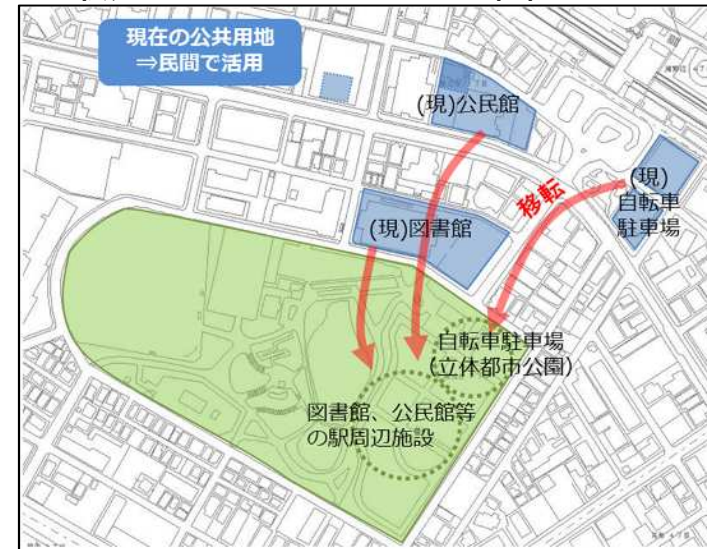 現在の公共用地
⇒民間で活用
(現)公民館
(現)
自転車
駐車場
移転
(現)図書館
自転車駐車場
(立体都市公園)
図書館、公民館等
の駅周辺施設